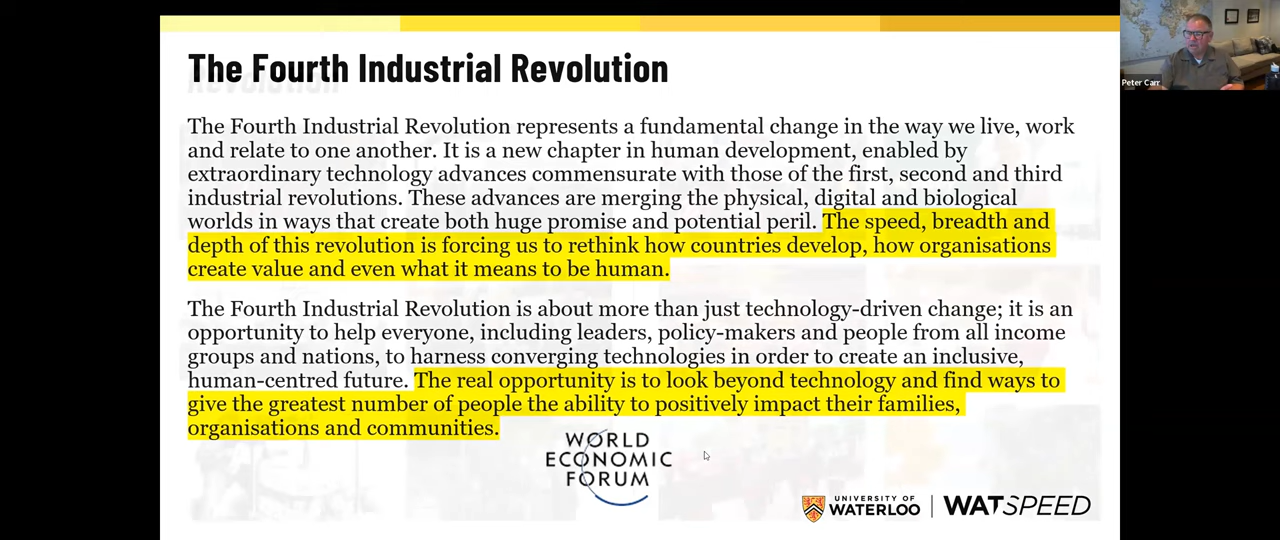 The Fourth Industrial Revolution
The Fourth Industrial Revolution represents a fundamental change in the way we live, work
and relate to one another. It is a new chapter in human development, enabled by
extraordinary technology advances commensurate with those of the first, second and third
industrial revolutions. These advances are merging the physical, digital and biological
worlds in ways that create both huge promise and potential peril. The speed, breadth and
depth of this revolution is forcing us to rethink how countries develop, how organisations
create value and even what it means to be human.
The Fourth Industrial Revolution is about more than just technology-driven change; it is an
opportunity to help everyone, including leaders, policy-makers and people from all income
groups and nations, to harness converging technologies in order to create an inclusive,
human-centred future. The real opportunity is to look beyond technology and find ways to
give the greatest number of people the ability to positively impact their families,
organisations and communities.
WORLD
ECONOMIC
FORUM
UNIVERSITY OF
WATERLOO
WATSPEED
Peter Carr